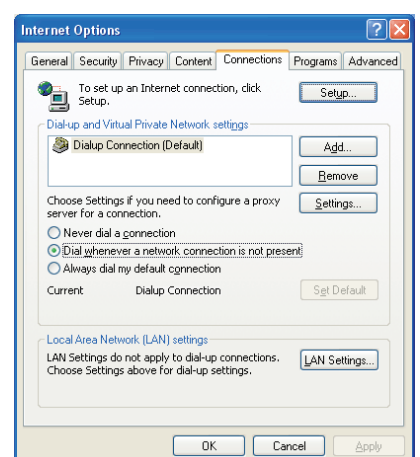 Internet Options
General Security Privacy Content Connections Programs Advanced
To set up an Internet connection, click
Setup.
Setup...
Dial-up and Virtual Private Network settings
Dialup Connection (Default)
Add...
Remove
Choose Settings if you need to configure a proxy
server for a connection.
Settings...
Never dial a connection
Dial whenever a network connection is not present
Always dial my default connection
Current Dialup Connection Set Default
Local Area Network (LAN) settings
LAN Settings do not apply to dial-up connections.
Choose Settings above for dial-up settings.
LAN Settings...
OK Cancel Apply